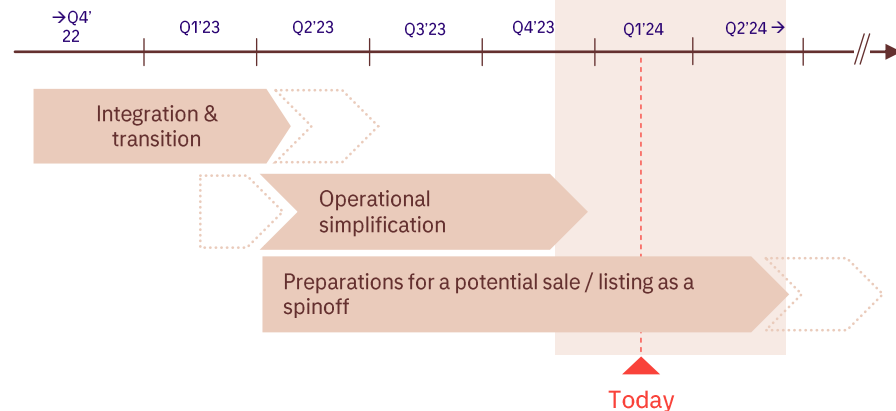 →Q4’
22
Q1’23
Q2’23
Q3’23
Q4’23
Q1’24
Q2’24→
Integration &
transition
Operational
simplification
Preparations for a potential sale / listing as a
spinoff
Today